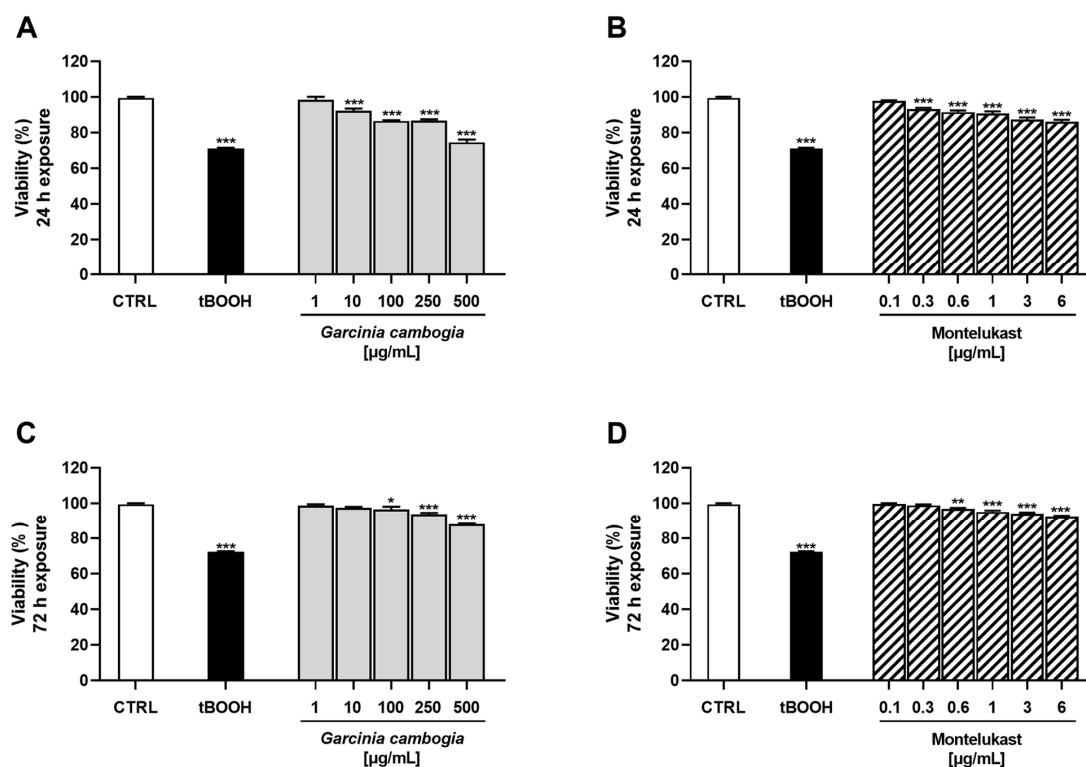 A
Viability (%)
24 h exposure
120
100
80
60
40
20
0
***
***
***
***
***
CTRL
tBOOH
1
10
100
250
500
Garcinia cambogia
[µg/mL]
B
Viability (%)
24 h exposure
120
100
80
60
40
20
0
***
***
***
***
***
***
CTRL
tBOOH
0.1
0.3
0.6
1
3
6
Montelukast
[µg/mL]
C
Viability (%)
72 h exposure
120
100
80
60
40
20
0
***
*
***
***
CTRL
tBOOH
1
10
100
250
500
Garcinia cambogia
[µg/mL]
D
Viability (%)
72 h exposure
120
100
80
60
40
20
0
***
**
***
***
***
CTRL
tBOOH
0.1
0.3
0.6
1
3
6
Montelukast
[µg/mL]